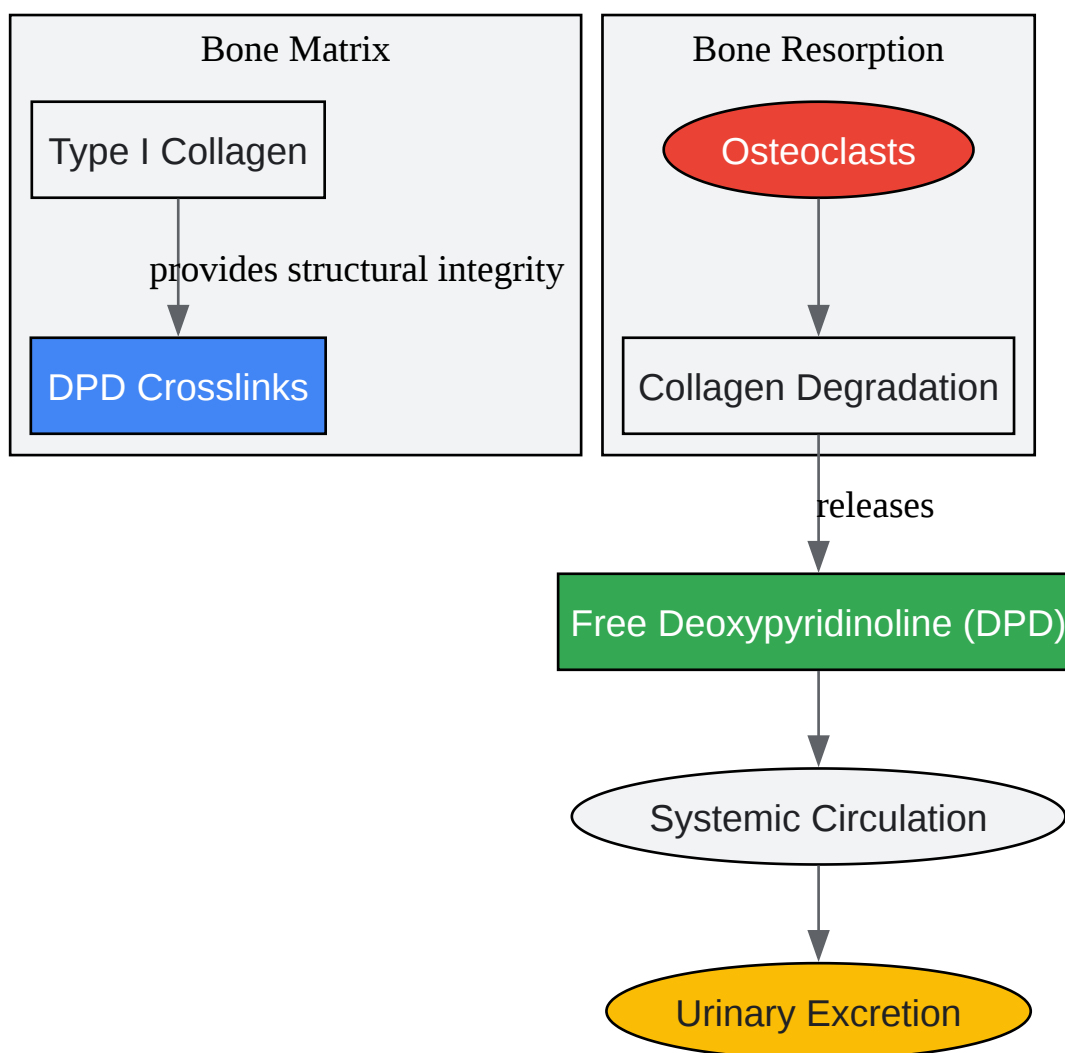 Bone Matrix
Type I Collagen
provides structural integrity
DPD Crosslinks
Bone Resorption
Osteoclasts
Collagen Degradation
releases
Free Deoxypyridinoline (DPD)
Systemic Circulation
Urinary Excretion